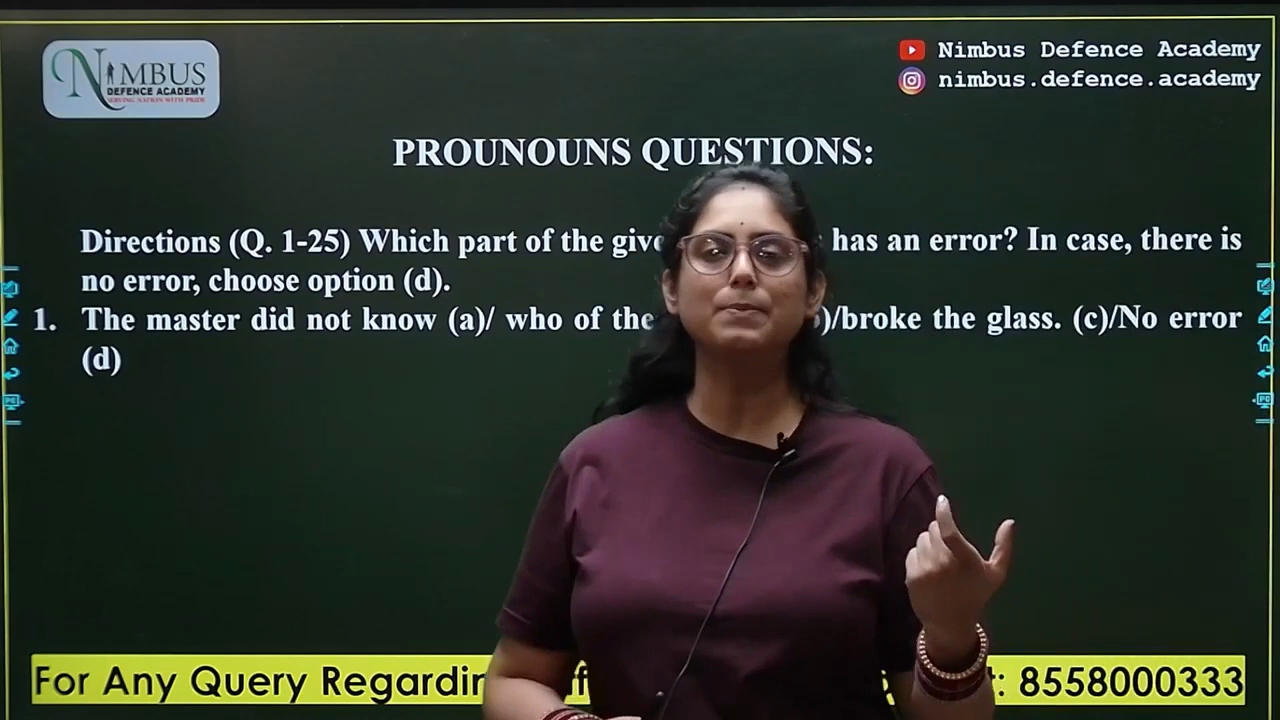 NIMBUS
DEFENCE ACADEMY
SERVING NATION WITH PRIDE
Nimbus Defence Academy
nimbus.defence.academy
PROUNOUNS QUESTIONS:
Directions (Q. 1-25) Which part of the has an error? In case, there is
no error, choose option (d).
1. The master did not know (a)/ who of the )/broke the glass. (c)/No error
(d)
For Any Query 8558000333